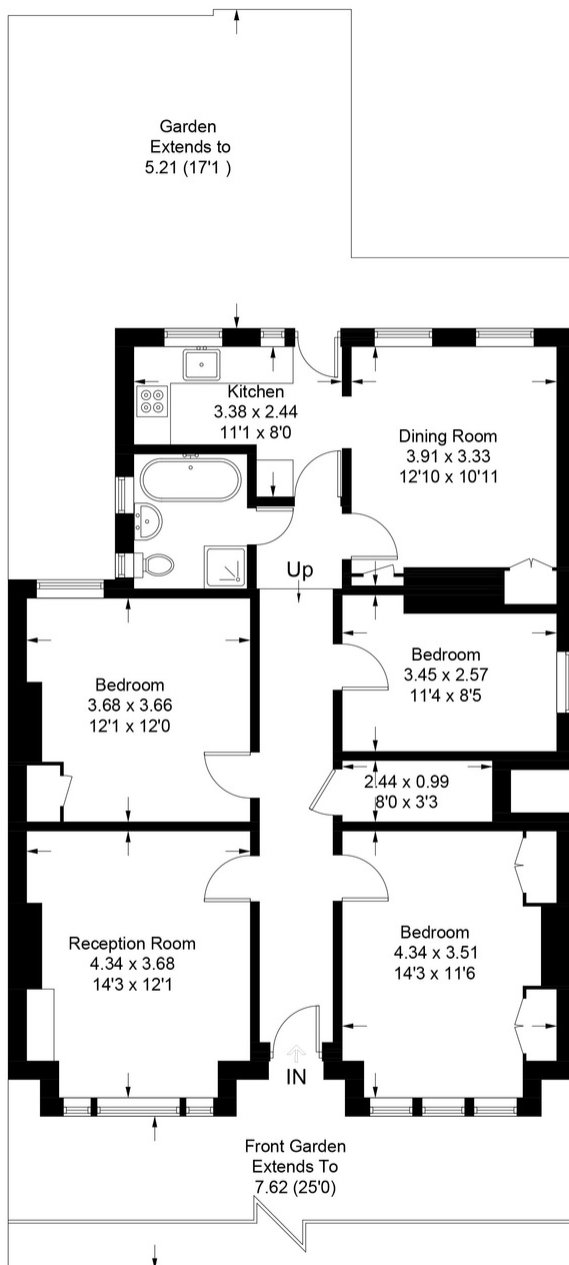 Garden
Extends to
5.21 (17'1 )
Kitchen
3.38 x 2.44
11'1 x 8'0
Dining Room
3.91 x 3.33
12'10 x 10'11
Up
Bedroom
3.68 x 3.66
12'1 x 12'0
Bedroom
3.45 x 2.57
11'4 x 8'5
2.44 x 0.99
8'0 x 3'3
Reception Room
4.34 x 3.68
14'3 x 12'1
Bedroom
4.34 x 3.51
14'3 x 11'6
IN
Front Garden
Extends To
7.62 (25'0)